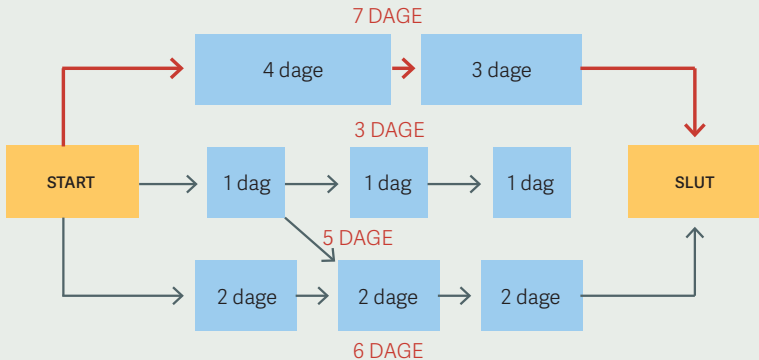 7 DAGE
4 dage
3 dage
3 DAGE
START
1 dag
1 dag
1 dag
SLUT
5 DAGE
2 dage
2 dage
2 dage
6 DAGE